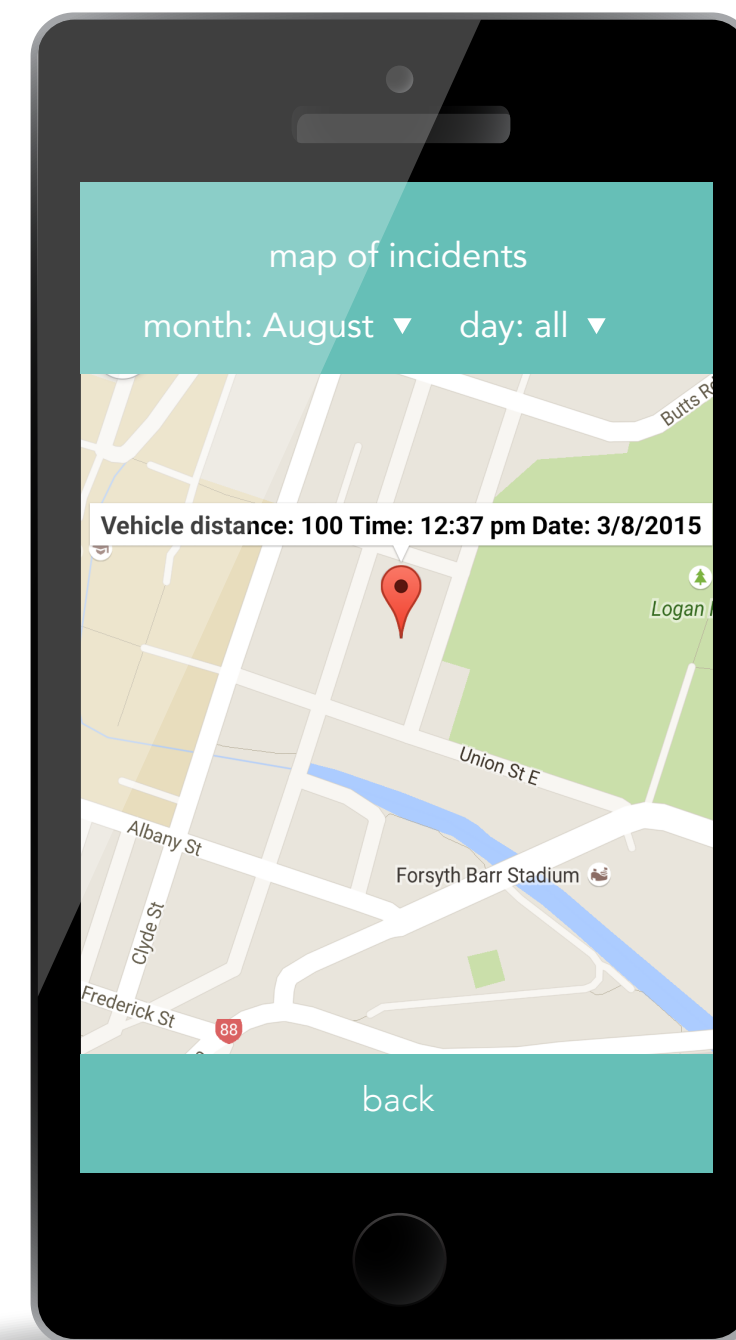 map of incidents
month: August ▼ day: all ▼
Butts
Vehicle distance: 100 Time: 12:37 pm Date: 3/8/2015
Logan
Union St E
Albany St
Forsyth Barr Stadium
Clyde St
Frederick St
88
back